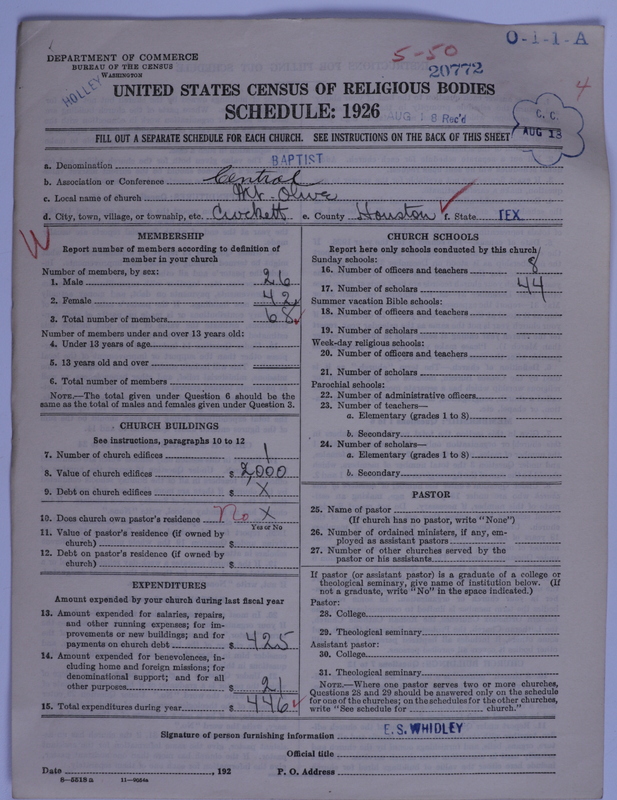 O-1-1-A
5-50
DEPARTMENT OF COMMERCE
BUREAU OF THE CENSUS
WASHINGTON
20772
HOLLEY
4
UNITED STATES CENSUS OF RELIGIOUS BODIES
SCHEDULE: 1926
AUG 18 Rec'd
C. C.
AUG 18
FILL OUT A SEPARATE SCHEDULE FOR EACH CHURCH. SEE INSTRUCTIONS ON THE BACK OF THIS SHEET
a. Denomination BAPTIST
b. Association or Conference Central
c. Local name of church Mt. Olive
d. City, town, village, or township, etc. Crockett e. County Houston f. State TEX.
W
MEMBERSHIP
Report number of members according to definition of
member in your church
Number of members, by sex:
1. Male 26
2. Female 42
3. Total number of members 68
Number of members under and over 13 years old:
4. Under 13 years of age
5. 13 years old and over
6. Total number of members
NOTE.—The total given under Question 6 should be the
same as the total of males and females given under Question 3.
CHURCH BUILDINGS
See instructions, paragraphs 10 to 12
7. Number of church edifices 1
8. Value of church edifices $ 2,000
9. Debt on church edifices $ X
10. Does church own pastor's residence No X
Yes or No
11. Value of pastor's residence (if owned by
church) $
12. Debt on pastor's residence (if owned by
church) $
EXPENDITURES
Amount expended by your church during last fiscal year
13. Amount expended for salaries, repairs,
and other running expenses; for im-
provements or new buildings; and for
payments on church debt $ 425
14. Amount expended for benevolences, in-
cluding home and foreign missions; for
denominational support; and for all
other purposes $ 21
15. Total expenditures during year $ 446
CHURCH SCHOOLS
Report here only schools conducted by this church
Sunday schools:
16. Number of officers and teachers 8
17. Number of scholars 44
Summer vacation Bible schools:
18. Number of officers and teachers
19. Number of scholars
Week-day religious schools:
20. Number of officers and teachers
21. Number of scholars
Parochial schools:
22. Number of administrative officers
23. Number of teachers—
a. Elementary (grades 1 to 8)
b. Secondary
24. Number of scholars—
a. Elementary (grades 1 to 8)
b. Secondary
PASTOR
25. Name of pastor
(If church has no pastor, write "None")
26. Number of ordained ministers, if any, em-
ployed as assistant pastors
27. Number of other churches served by the
pastor or his assistants
If pastor (or assistant pastor) is a graduate of a college or
theological seminary, give name of institution below. (If
not a graduate, write "No" in the space indicated.)
Pastor:
28. College
29. Theological seminary
Assistant pastor:
30. College
31. Theological seminary
NOTE.—Where one pastor serves two or more churches,
Questions 28 and 29 should be answered only on the schedule
for one of the churches; on the schedules for the other churches,
write "See schedule for church."
Signature of person furnishing information E. S. WHIDLEY
Official title
Date , 192 P. O. Address
8—5518 a